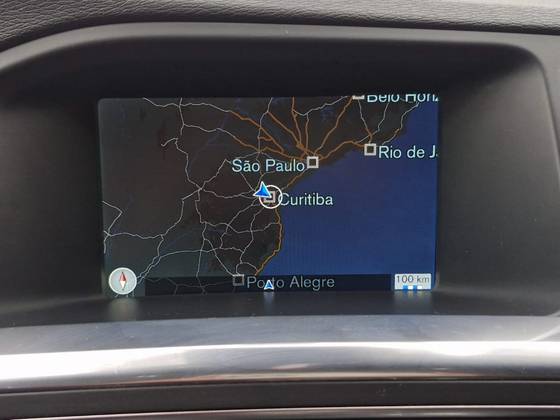 Belo Horiz
Rio de J
São Paulo
Curitiba
Porto Alegre
100 km